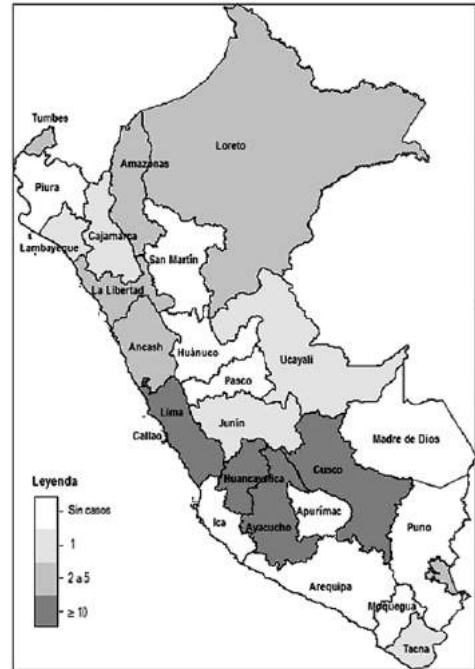 Tumbes
Loreto
Amazonas
Piura
Cajamarca
Lambayeque
San Martín
La Libertad
Ancash
Huànuco
Ucayali
Pasco
Lima
Junín
Callao
Madre de Dios
Cusco
Huancavelica
Leyenda
Sin casos
1
2 a 5
≥ 10
Ica
Ayacucho
Apurímac
Puno
Arequipa
Moquegua
Tacna